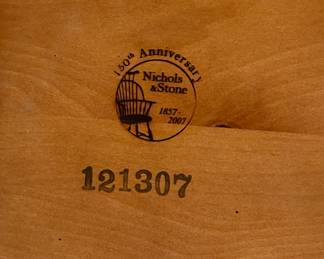 150th Anniversary
Nichols
&Stone
1857-
2007
121307